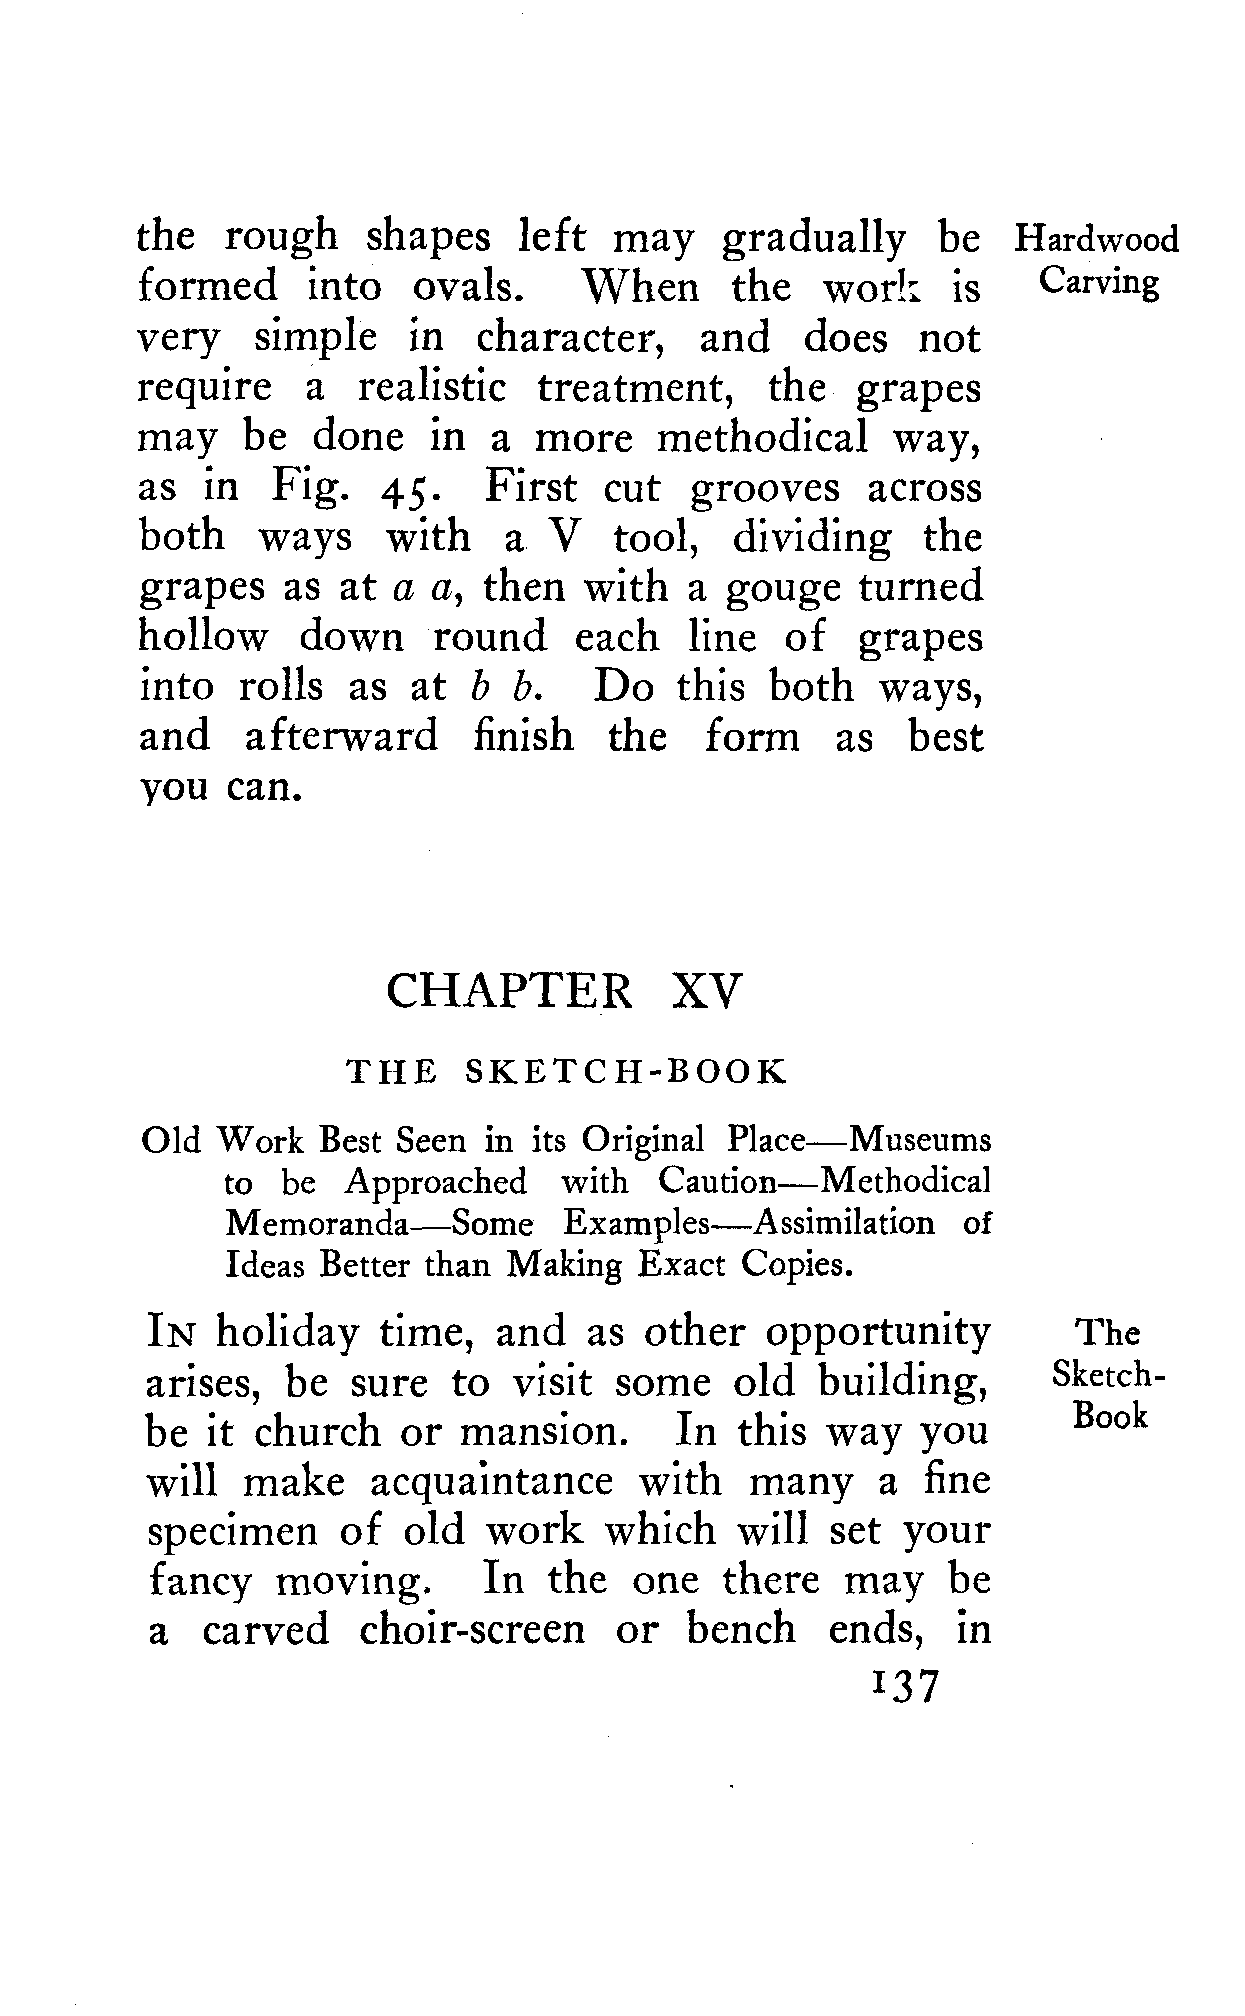 the rough shapes left may gradually be
formed into ovals. When the work is
very simple in character, and does not
require a realistic treatment, the grapes
may be done in a more methodical way,
as in Fig. 45. First cut grooves across
both ways with a V tool, dividing the
grapes as at a a, then with a gouge turned
hollow down round each line of grapes
into rolls as at b b. Do this both ways,
and afterward finish the form as best
you can.
Hardwood
Carving
CHAPTER XV
THE SKETCH-BOOK
Old Work Best Seen in its Original Place—Museums
to be Approached with Caution—Methodical
Memoranda—Some Examples—Assimilation of
Ideas Better than Making Exact Copies.
IN holiday time, and as other opportunity
arises, be sure to visit some old building,
be it church or mansion. In this way you
will make acquaintance with many a fine
specimen of old work which will set your
fancy moving. In the one there may be
a carved choir-screen or bench ends, in
The
Sketch-
Book
137